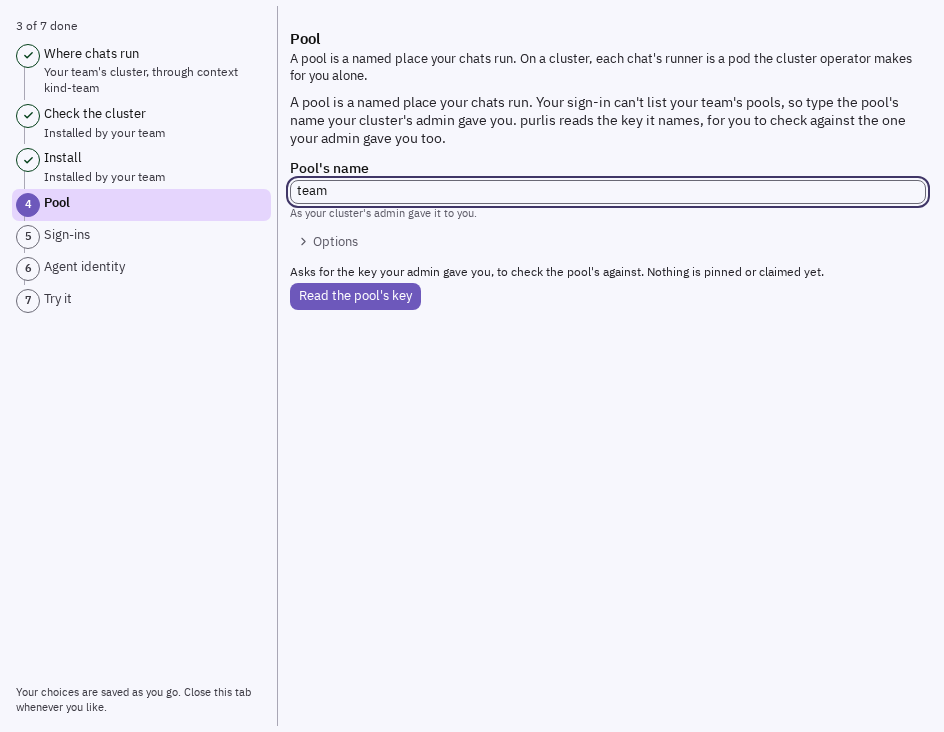 3 of 7 done
Where chats run
Your team's cluster, through context
kind-team
Check the cluster
Installed by your team
Install
Installed by your team
4 Pool
5 Sign-ins
6 Agent identity
7 Try it
Your choices are saved as you go. Close this tab
whenever you like.
Pool
A pool is a named place your chats run. On a cluster, each chat's runner is a pod the cluster operator makes
for you alone.
A pool is a named place your chats run. Your sign-in can't list your team's pools, so type the pool's
name your cluster's admin gave you. purlis reads the key it names, for you to check against the one
your admin gave you too.
Pool's name
team
As your cluster's admin gave it to you.
Options
Asks for the key your admin gave you, to check the pool's against. Nothing is pinned or claimed yet.
Read the pool's key